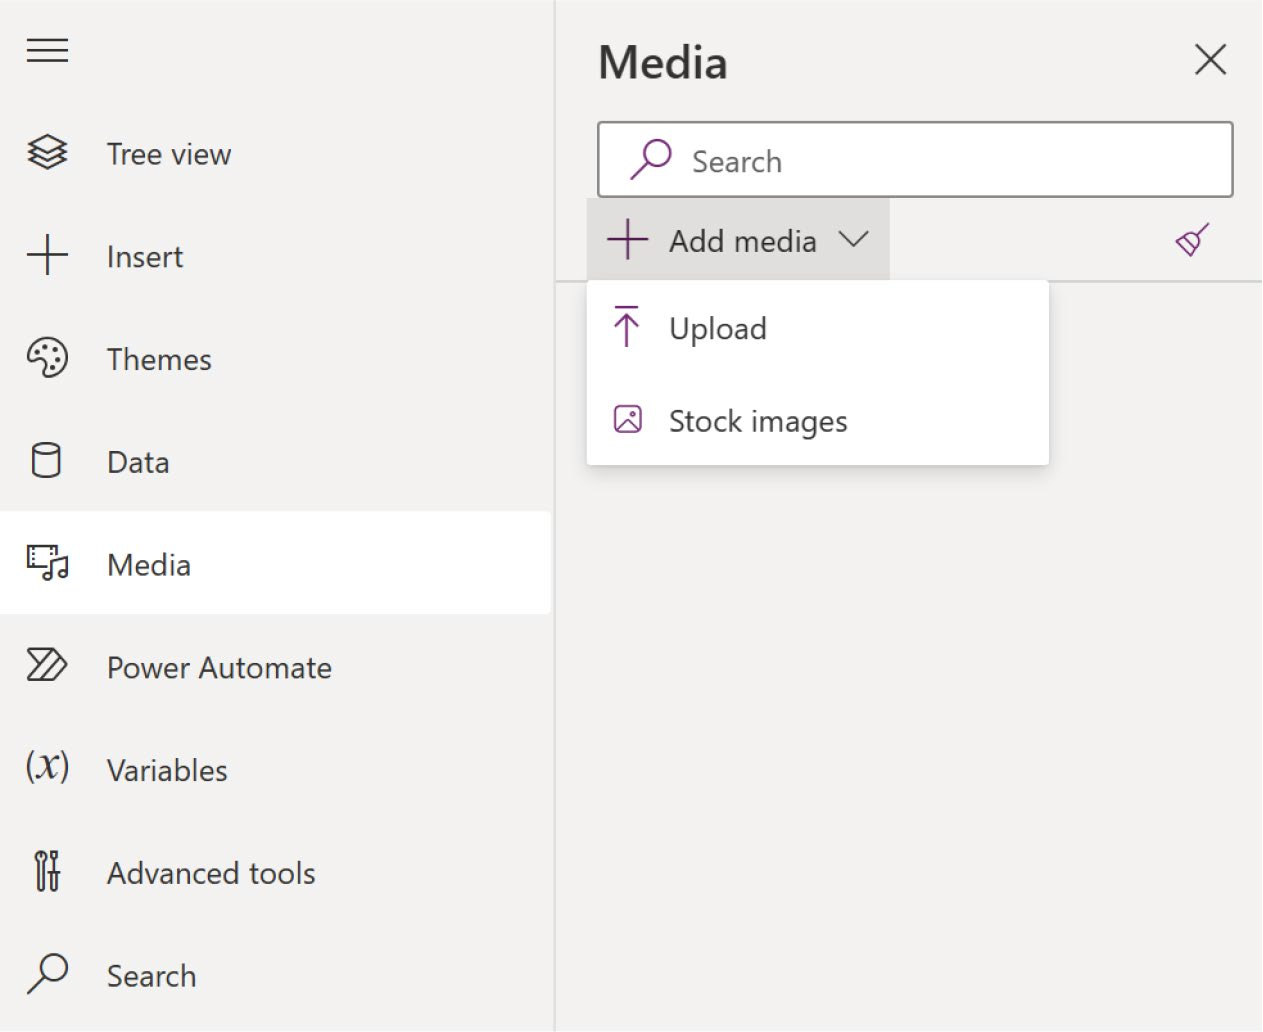 Tree view
Insert
Themes
Data
Media
Power Automate
(x) Variables
Advanced tools
Search
Media
Search
Add media
Upload
Stock images